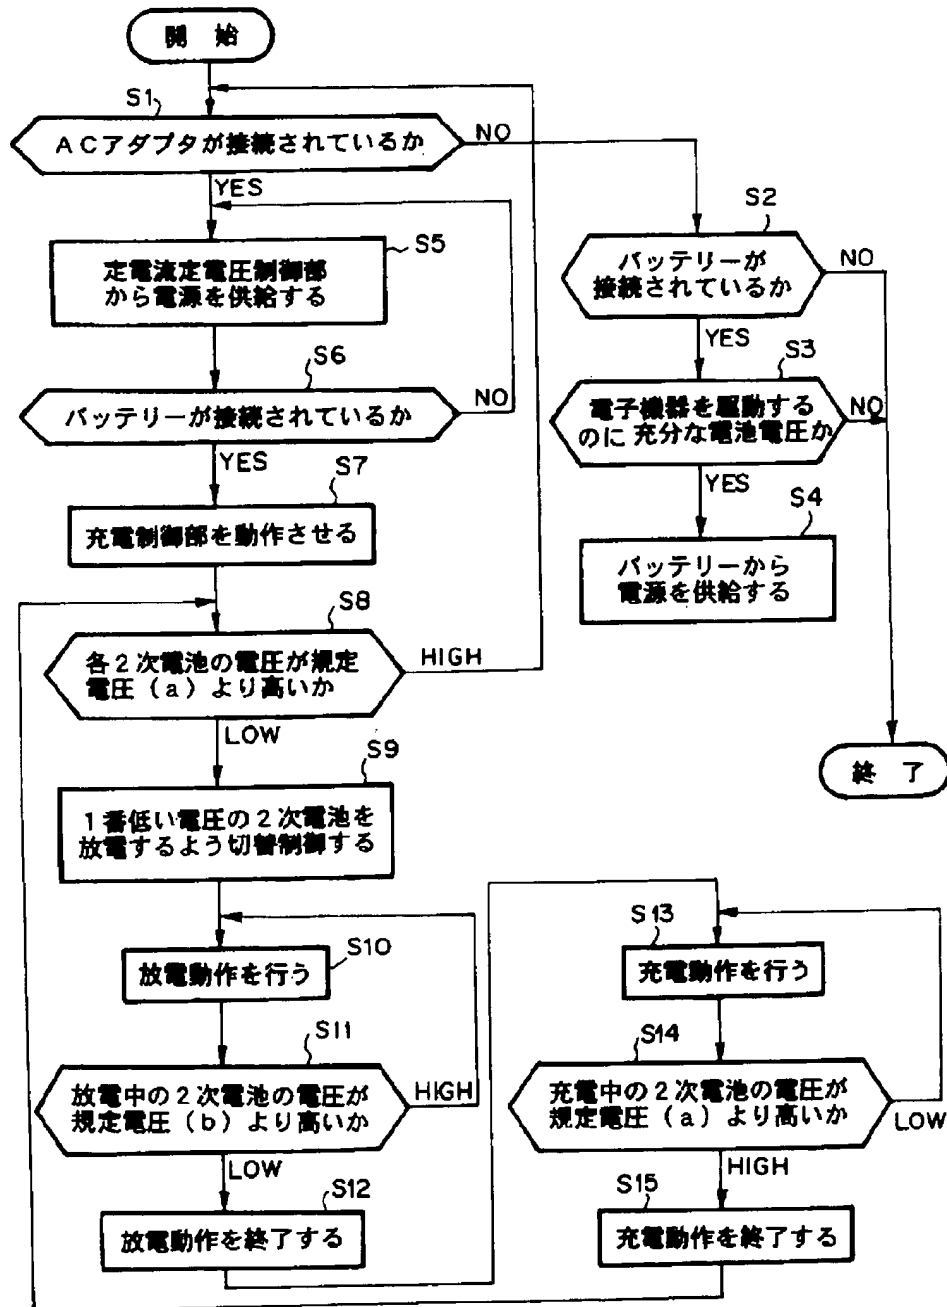 開始
S1
ACアダプタが接続されているか
NO
YES
S5
定電流定電圧制御部
から電源を供給する
S6
バッテリーが接続されているか
NO
YES
S7
充電制御部を動作させる
S8
各2次電池の電圧が規定
電圧(a)より高いか
HIGH
LOW
S9
1番低い電圧の2次電池を
放電するよう切替制御する
S10
放電動作を行う
S11
放電中の2次電池の電圧が
規定電圧(b)より高いか
HIGH
LOW
S12
放電動作を終了する
S2
バッテリーが
接続されているか
NO
YES
S3
電子機器を駆動する
のに充分な電池電圧か
NO
YES
S4
バッテリーから
電源を供給する
終了
S13
充電動作を行う
S14
充電中の2次電池の電圧が
規定電圧(a)より高いか
LOW
HIGH
S15
充電動作を終了する